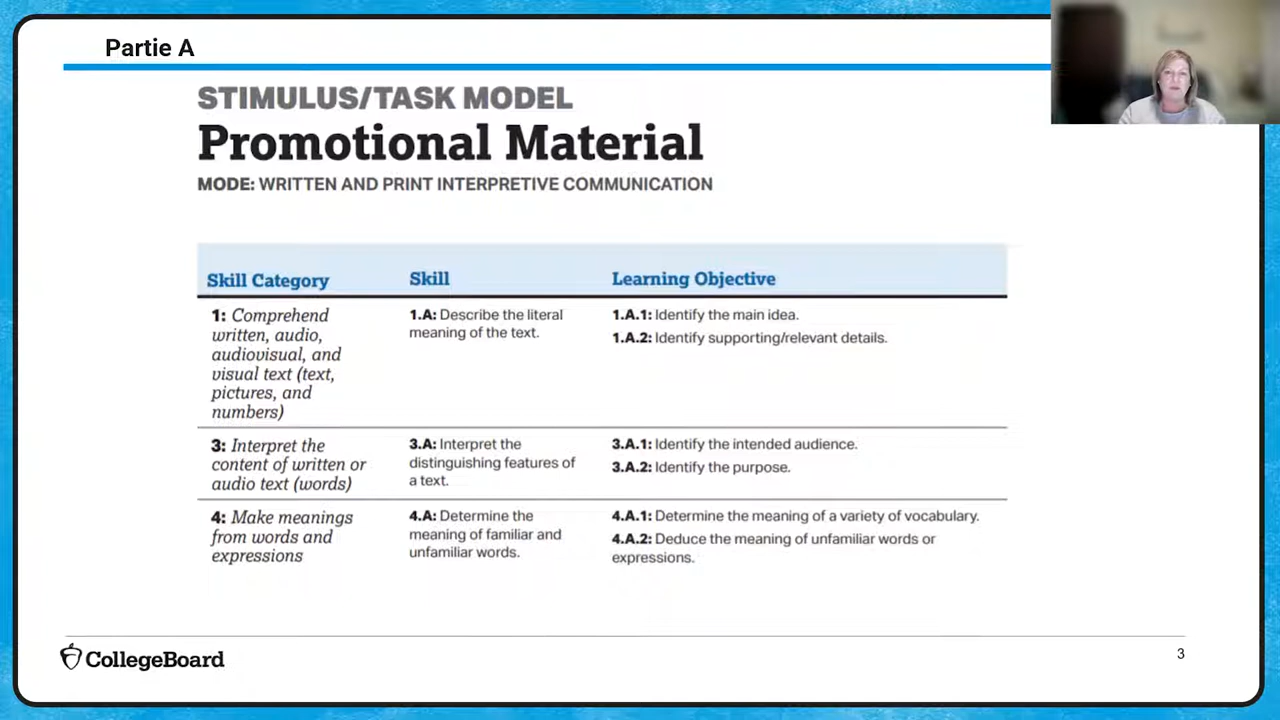 Partie A
STIMULUS/TASK MODEL
Promotional Material
MODE: WRITTEN AND PRINT INTERPRETIVE COMMUNICATION
Skill Category
Skill
Learning Objective
1: Comprehend
written, audio,
audiovisual, and
visual text (text,
pictures, and
numbers)
1.A: Describe the literal
meaning of the text.
1.A.1: Identify the main idea.
1.A.2: Identify supporting/relevant details.
3: Interpret the
content of written or
audio text (words)
3.A: Interpret the
distinguishing features of
a text.
3.A.1: Identify the intended audience.
3.A.2: Identify the purpose.
4: Make meanings
from words and
expressions
4.A: Determine the
meaning of familiar and
unfamiliar words.
4.A.1: Determine the meaning of a variety of vocabulary.
4.A.2: Deduce the meaning of unfamiliar words or
expressions.
CollegeBoard
3